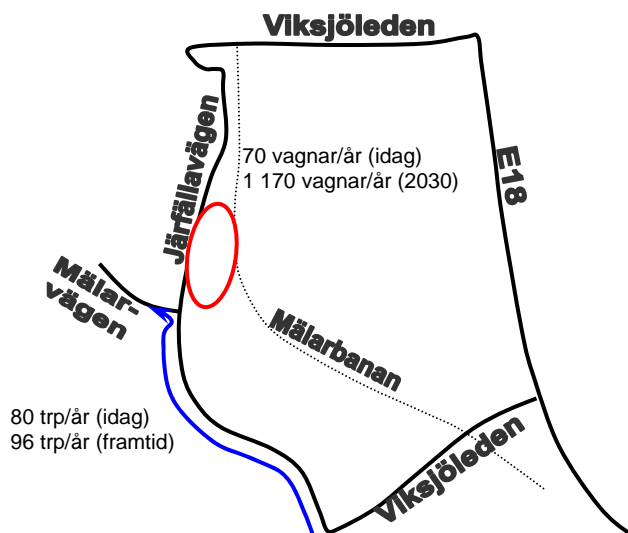 Viksjöleden
Järfällavägen
70 vagnar/år (idag)
1 170 vagnar/år (2030)
E18
Mälar-
vägen
Mälarbanan
80 trp/år (idag)
96 trp/år (framtid)
Viksjöleden